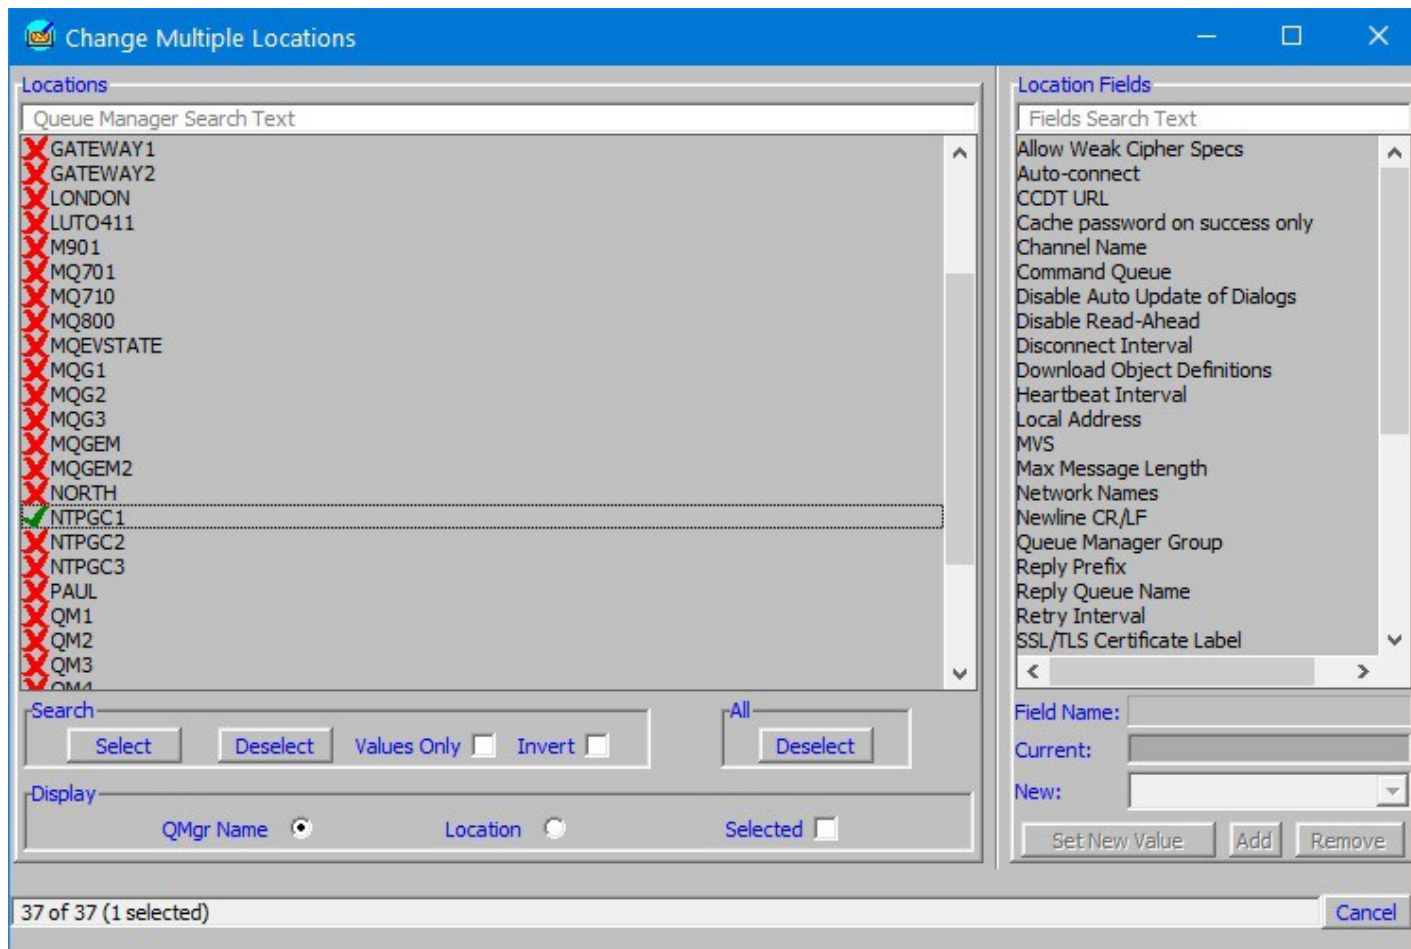 Change Multiple Locations
Locations
Queue Manager Search Text
GATEWAY1
GATEWAY2
LONDON
LUTO411
M901
MQ701
MQ710
MQ800
MQEVSTATE
MQG1
MQG2
MQG3
MQGEM
MQGEM2
NORTH
NTPGC1
NTPGC2
NTPGC3
PAUL
QM1
QM2
QM3
QM4
Search
Select
Deselect
Values Only
Invert
All
Deselect
Display
QMgr Name
Location
Selected
Location Fields
Fields Search Text
Allow Weak Cipher Specs
Auto-connect
CCDT URL
Cache password on success only
Channel Name
Command Queue
Disable Auto Update of Dialogs
Disable Read-Ahead
Disconnect Interval
Download Object Definitions
Heartbeat Interval
Local Address
MVS
Max Message Length
Network Names
Newline CR/LF
Queue Manager Group
Reply Prefix
Reply Queue Name
Retry Interval
SSL/TLS Certificate Label
Field Name:
Current:
New:
Set New Value
Add
Remove
37 of 37 (1 selected)
Cancel